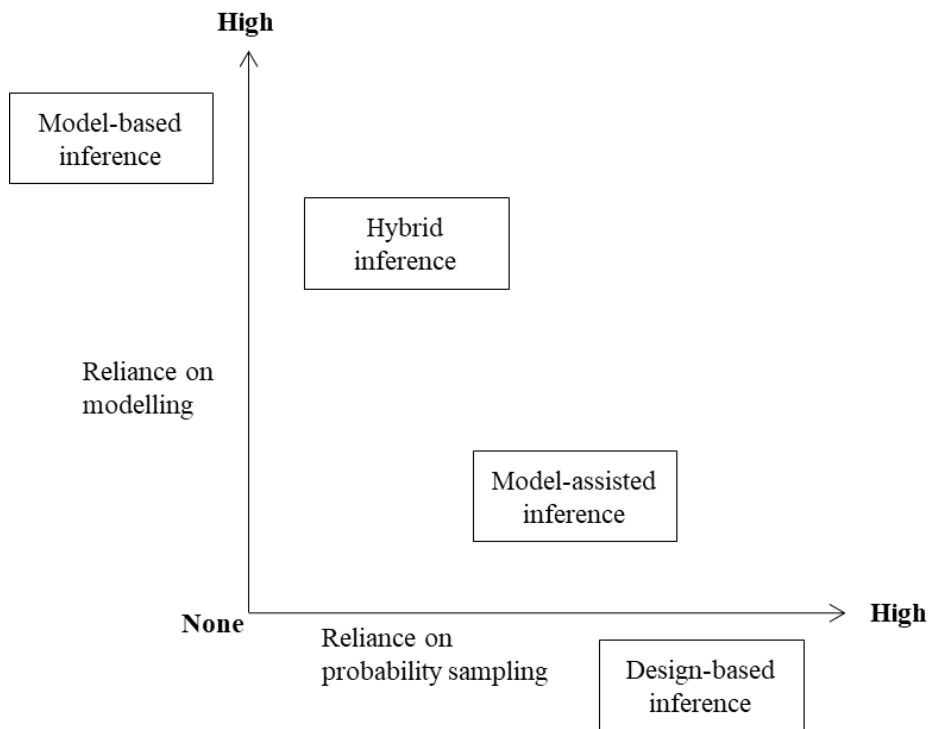 High
Model-based
inference
Hybrid
inference
Reliance on
modelling
Model-assisted
inference
None
High
Reliance on
probability sampling
Design-based
inference